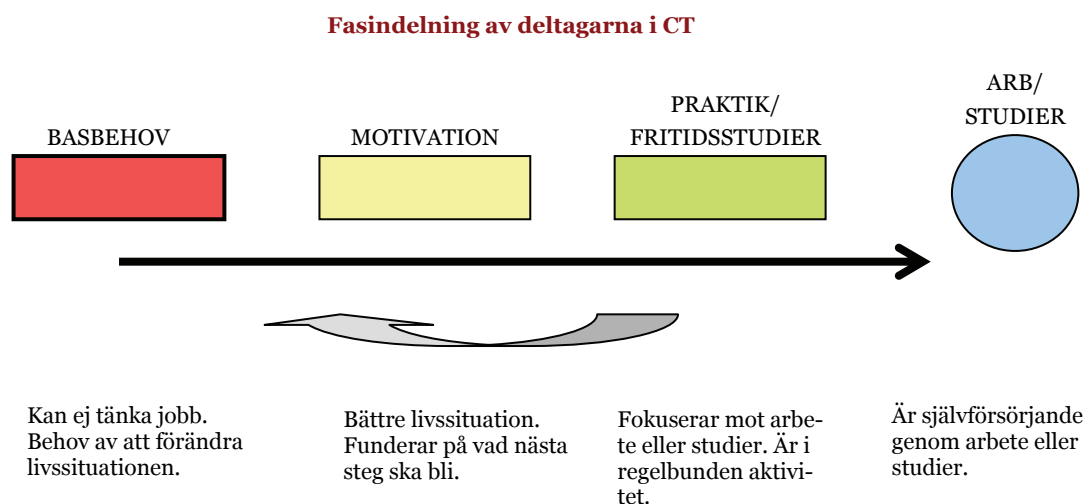 Fasindelning av deltagarna i CT
BASBEHOV
MOTIVATION
PRAKTIK/
FRITIDSSTUDIER
ARB/
STUDIER
Kan ej tänka jobb.
Behov av att förändra
livssituationen.
Bättre livssituation.
Funderar på vad nästa
steg ska bli.
Fokuserar mot arbe-
te eller studier. Är i
regelbunden aktivi-
tet.
Är självförsörjande
genom arbete eller
studier.